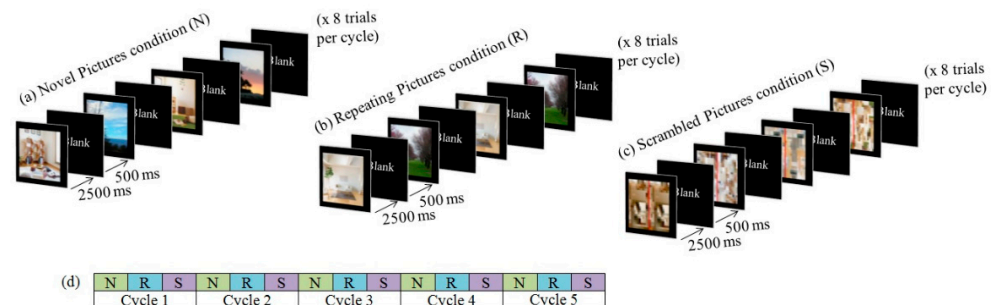 (a) Novel Pictures condition (N)
(x 8 trials
per cycle)
Blank
Blank
Blank
Blank
500 ms
2500 ms
(b) Repeating Pictures condition (R)
(x 8 trials
per cycle)
Blank
Blank
Blank
Blank
500 ms
2500 ms
(c) Scrambled Pictures condition (S)
(x 8 trials
per cycle)
Blank
Blank
Blank
Blank
500 ms
2500 ms
(d) N R S N R S N R S N R S N R S
Cycle 1 Cycle 2 Cycle 3 Cycle 4 Cycle 5